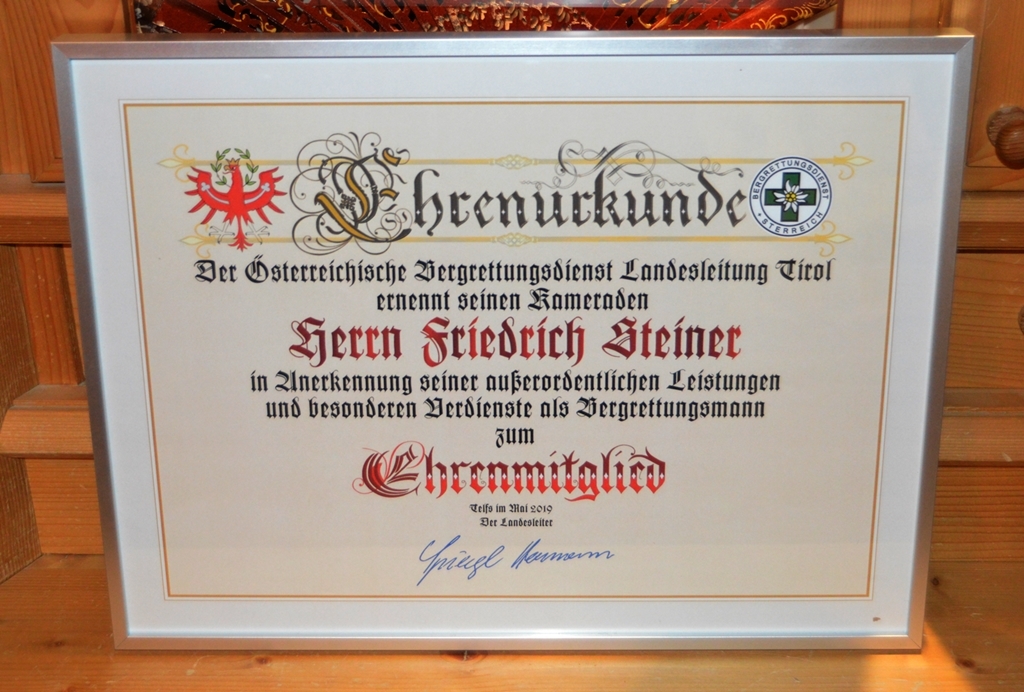 Ehrenurkunde
BERGRETTUNGSDIENST
ÖSTERREICH
Der Österreichische Bergrettungsdienst Landesleitung Tirol
ernennt seinen Kameraden
Herrn Friedrich Steiner
in Anerkennung seiner außerordentlichen Leistungen
und besonderen Verdienste als Bergrettungsmann
zum
Ehrenmitglied
Telfs im Mai 2019
Der Landesleiter